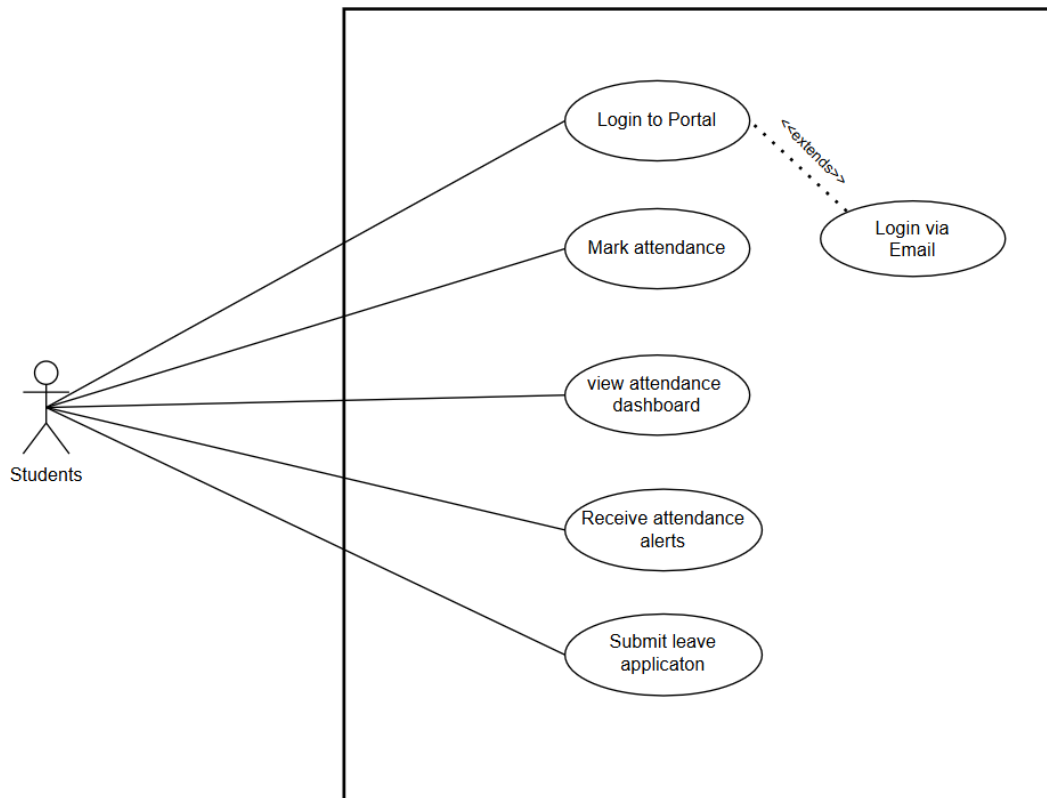 Login to Portal
<<extends>>
Login via
Email
Mark attendance
view attendance
dashboard
Students
Receive attendance
alerts
Submit leave
applicaton